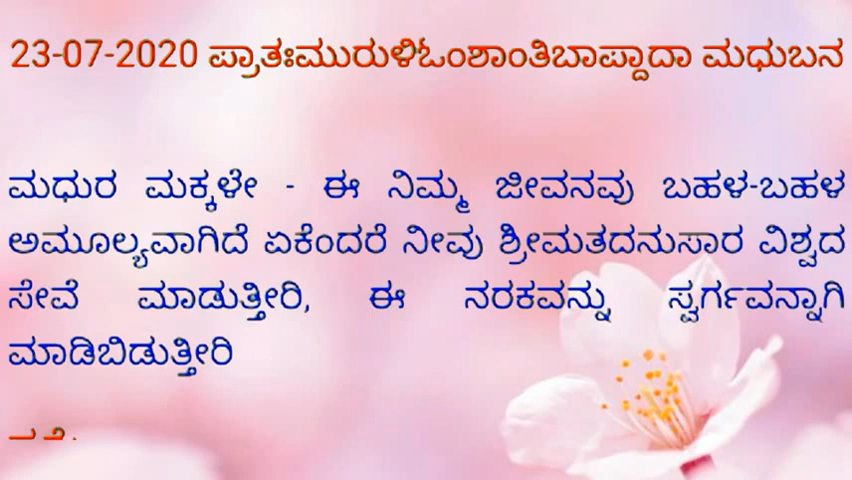 23-07-2020 ಪ್ರಾತಃಮುರುಳಿಓಂಶಾಂತಿಬಾಪ್ದಾದಾ ಮಧುಬನ
ಮಧುರ ಮಕ್ಕಳೇ - ಈ ನಿಮ್ಮ ಜೀವನವು ಬಹಳ-ಬಹಳ
ಅಮೂಲ್ಯವಾಗಿದೆ ಏಕೆಂದರೆ ನೀವು ಶ್ರೀಮತದನುಸಾರ ವಿಶ್ವದ
ಸೇವೆ ಮಾಡುತ್ತೀರಿ, ಈ ನರಕವನ್ನು ಸ್ವರ್ಗವನ್ನಾಗಿ
ಮಾಡಿಬಿಡುತ್ತೀರಿ